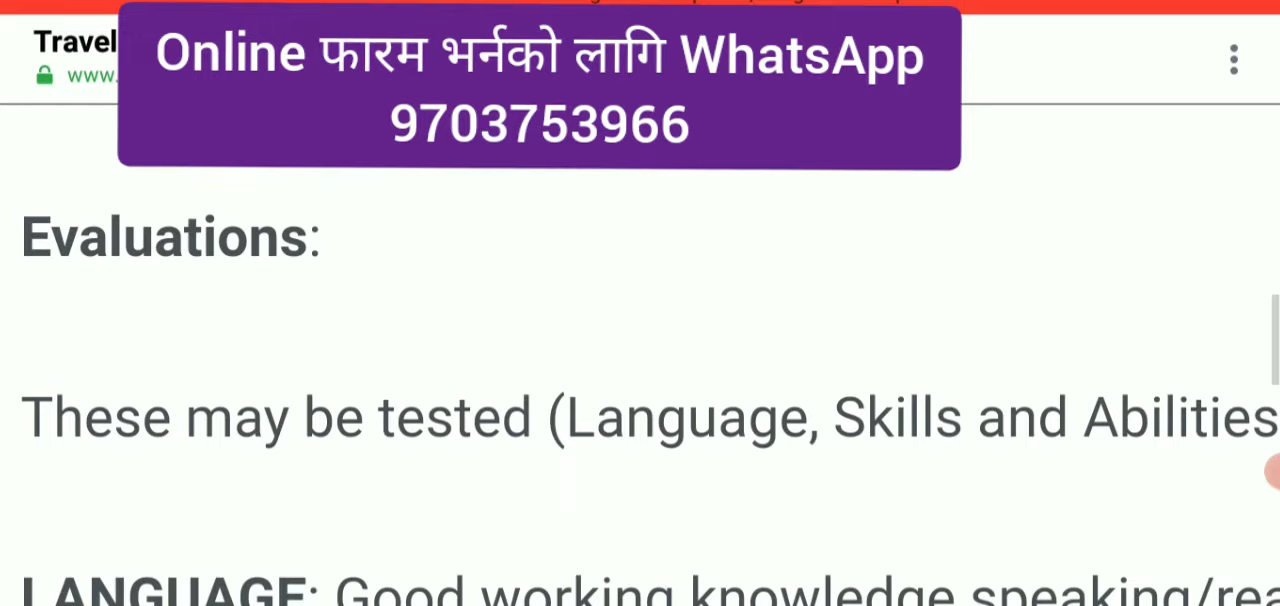 Travel
www.
Online फारम भर्नको लागि WhatsApp
9703753966
Evaluations:
These may be tested (Language, Skills and Abilities
LANGUAGE: Good working knowledge speaking/rea